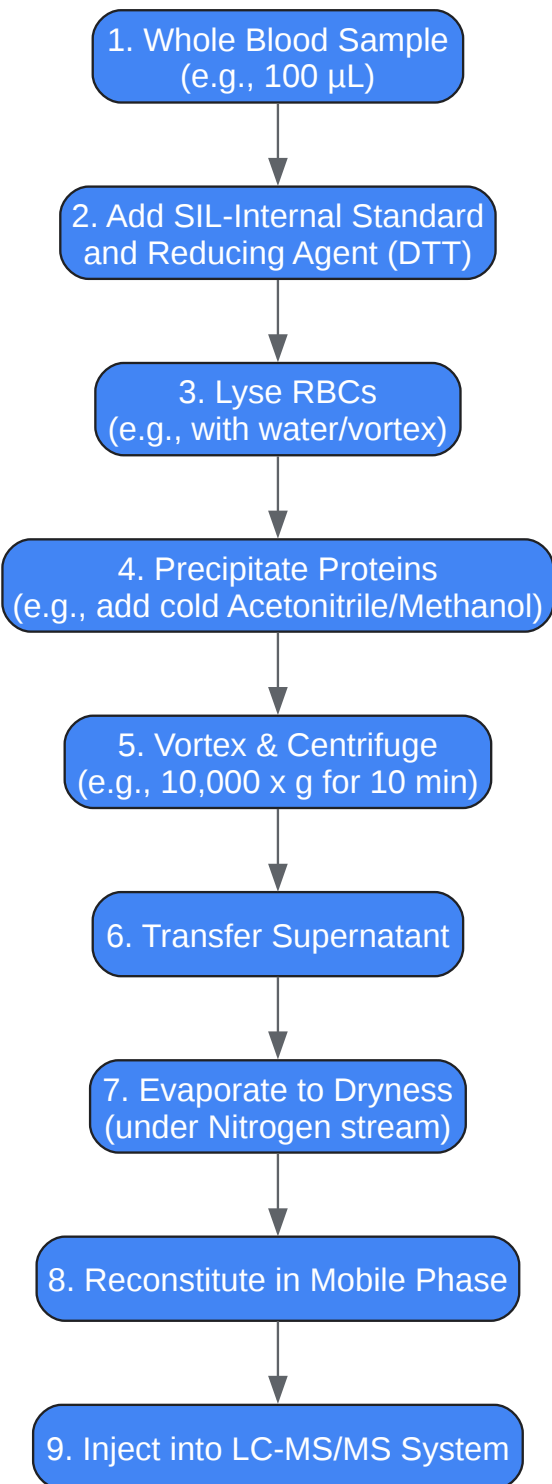 1. Whole Blood Sample
(e.g., 100 µL)
2. Add SIL-Internal Standard
and Reducing Agent (DTT)
3. Lyse RBCs
(e.g., with water/vortex)
4. Precipitate Proteins
(e.g., add cold Acetonitrile/Methanol)
5. Vortex & Centrifuge
(e.g., 10,000 x g for 10 min)
6. Transfer Supernatant
7. Evaporate to Dryness
(under Nitrogen stream)
8. Reconstitute in Mobile Phase
9. Inject into LC-MS/MS System